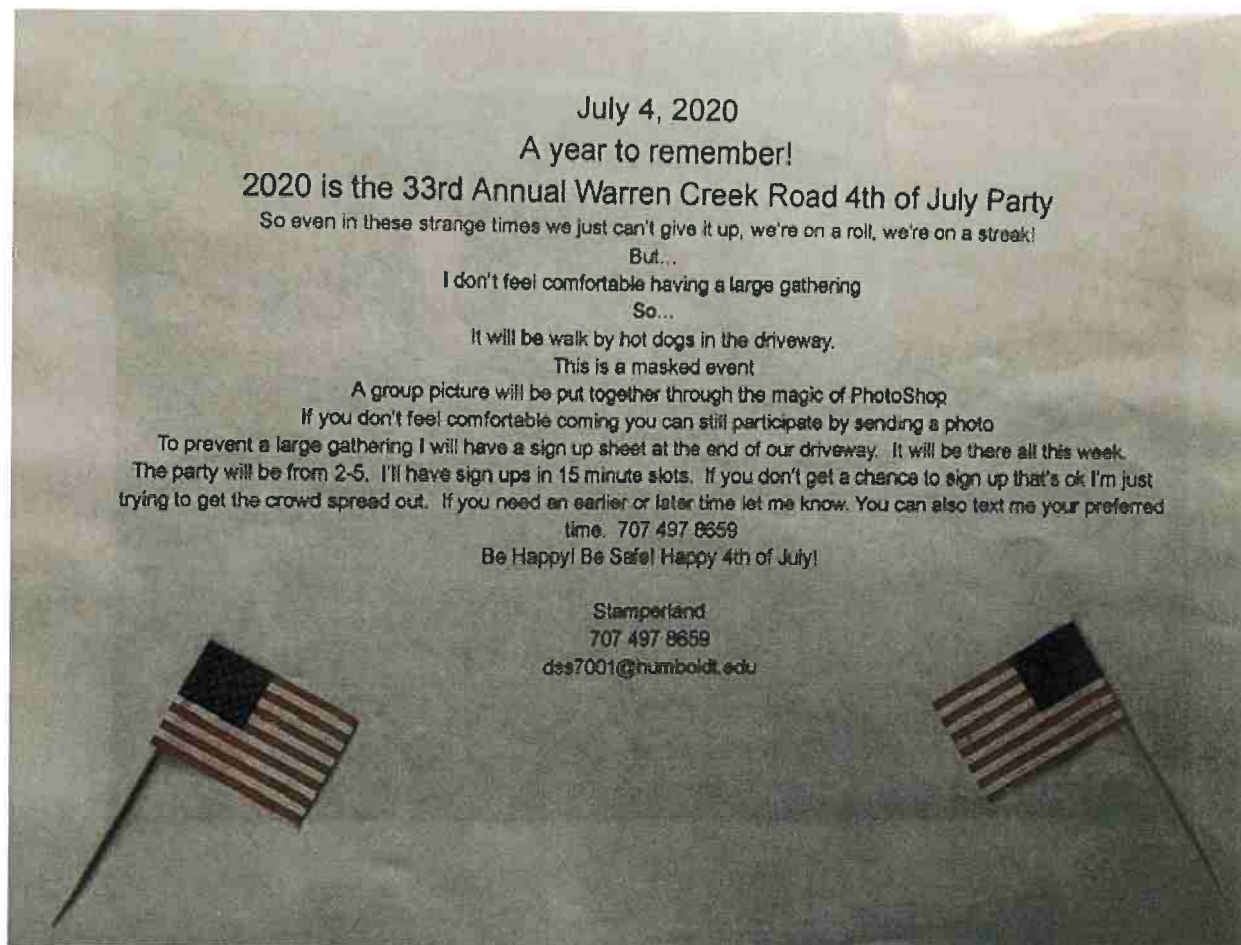 July 4, 2020
A year to remember!
2020 is the 33rd Annual Warren Creek Road 4th of July Party
So even in these strange times we just can't give it up, we're on a roll, we're on a streak!
But...
I don't feel comfortable having a large gathering
So...
It will be walk by hot dogs in the driveway.
This is a masked event
A group picture will be put together through the magic of PhotoShop
If you don't feel comfortable coming you can still participate by sending a photo
To prevent a large gathering I will have a sign up sheet at the end of our driveway. It will be there all this week.
The party will be from 2-5. I'll have sign ups in 15 minute slots. If you don't get a chance to sign up that's ok I'm just
trying to get the crowd spread out. If you need an earlier or later time let me know. You can also text me your preferred
time. 707 497 8659
Be Happy! Be Safe! Happy 4th of July!
Stamperland
707 497 8659
dss7001@humboldt.edu